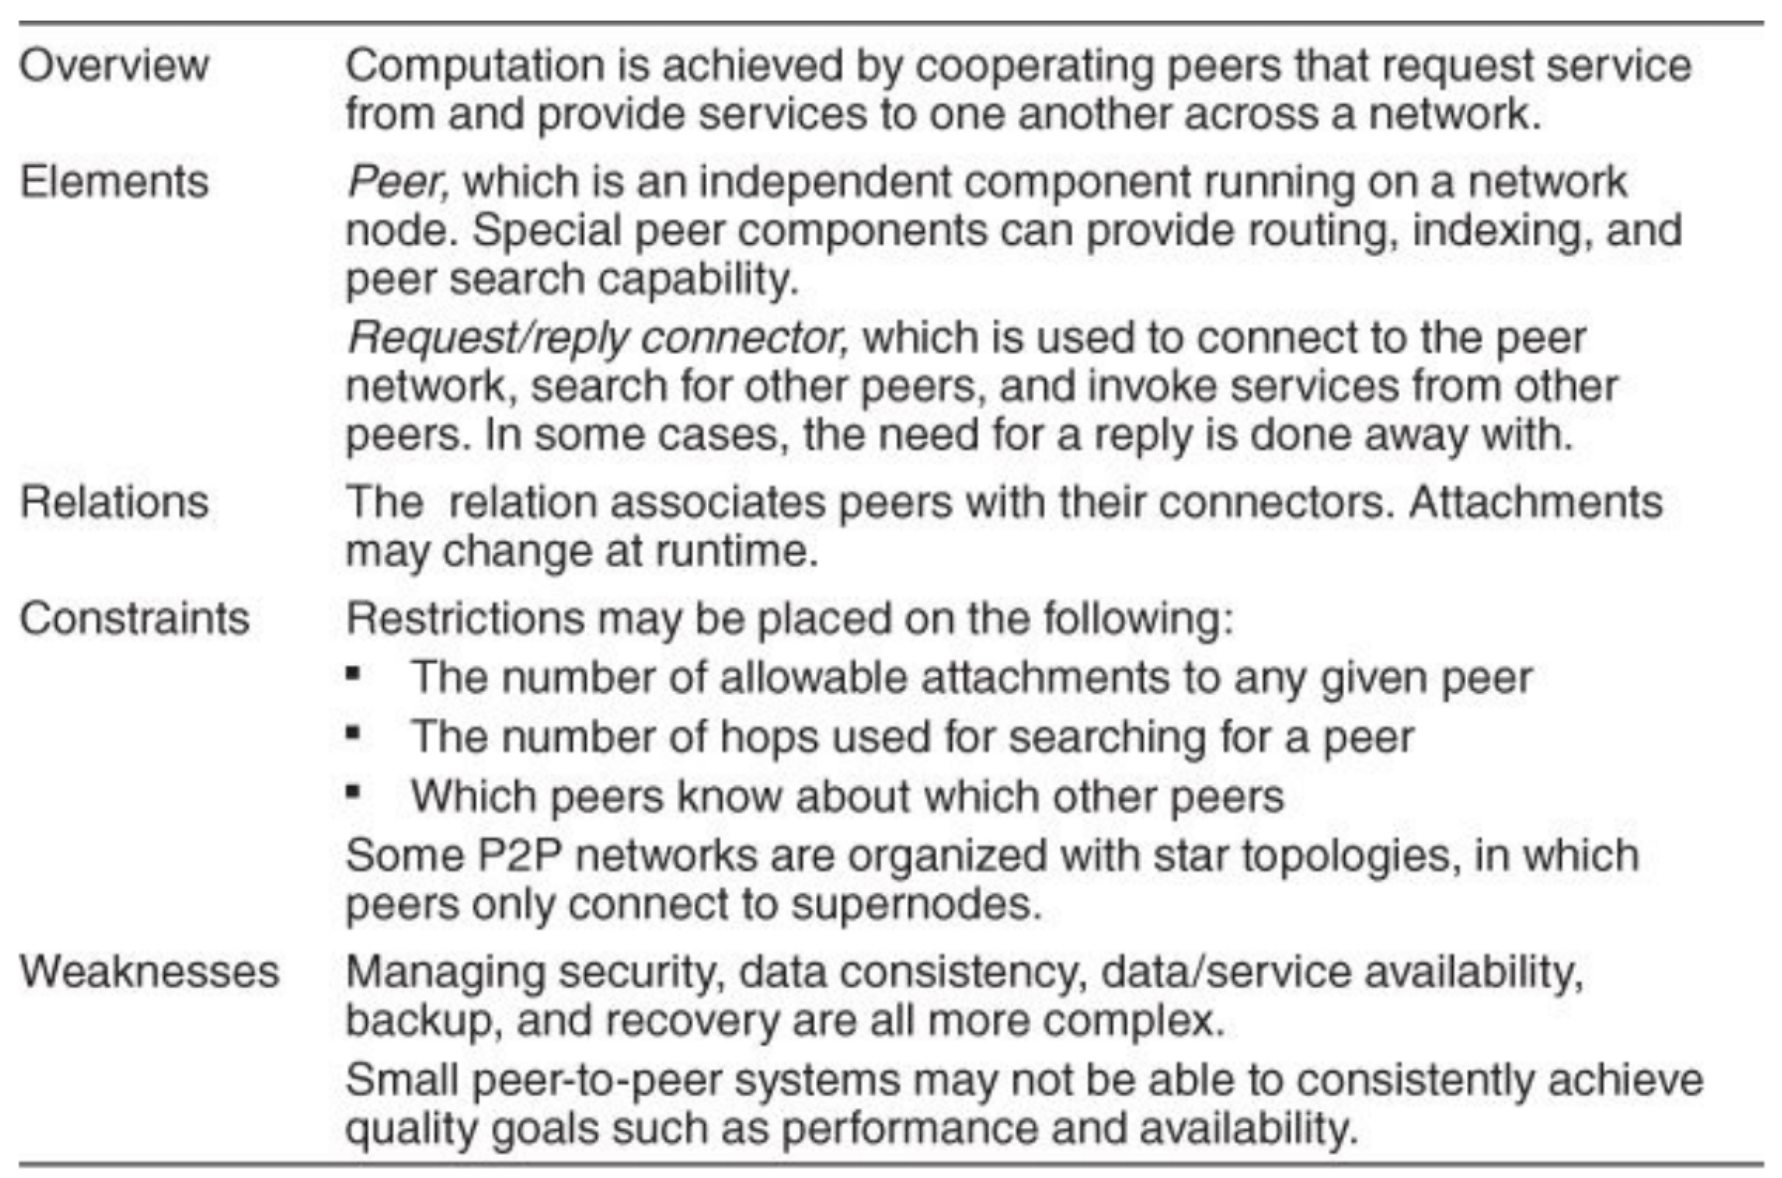 Overview Computation is achieved by cooperating peers that request service
from and provide services to one another across a network.
Elements Peer, which is an independent component running on a network
node. Special peer components can provide routing, indexing, and
peer search capability.
Request/reply connector, which is used to connect to the peer
network, search for other peers, and invoke services from other
peers. In some cases, the need for a reply is done away with.
Relations The relation associates peers with their connectors. Attachments
may change at runtime.
Constraints Restrictions may be placed on the following:
▪ The number of allowable attachments to any given peer
▪ The number of hops used for searching for a peer
▪ Which peers know about which other peers
Some P2P networks are organized with star topologies, in which
peers only connect to supernodes.
Weaknesses Managing security, data consistency, data/service availability,
backup, and recovery are all more complex.
Small peer-to-peer systems may not be able to consistently achieve
quality goals such as performance and availability.